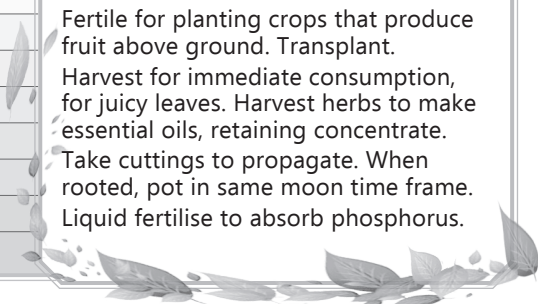 Fertile for planting crops that produce
fruit above ground. Transplant.
Harvest for immediate consumption,
for juicy leaves. Harvest herbs to make
essential oils, retaining concentrate.
Take cuttings to propagate. When
rooted, pot in same moon time frame.
Liquid fertilise to absorb phosphorus.